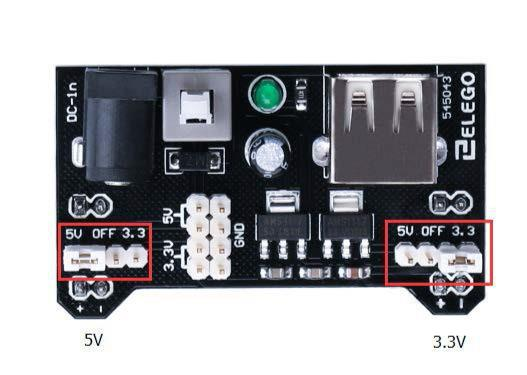 DC-in
545043
ELEGO
5V
3.3V
GND
5V OFF 3.3
5V OFF 3.3
+ -
+ -
5V
3.3V